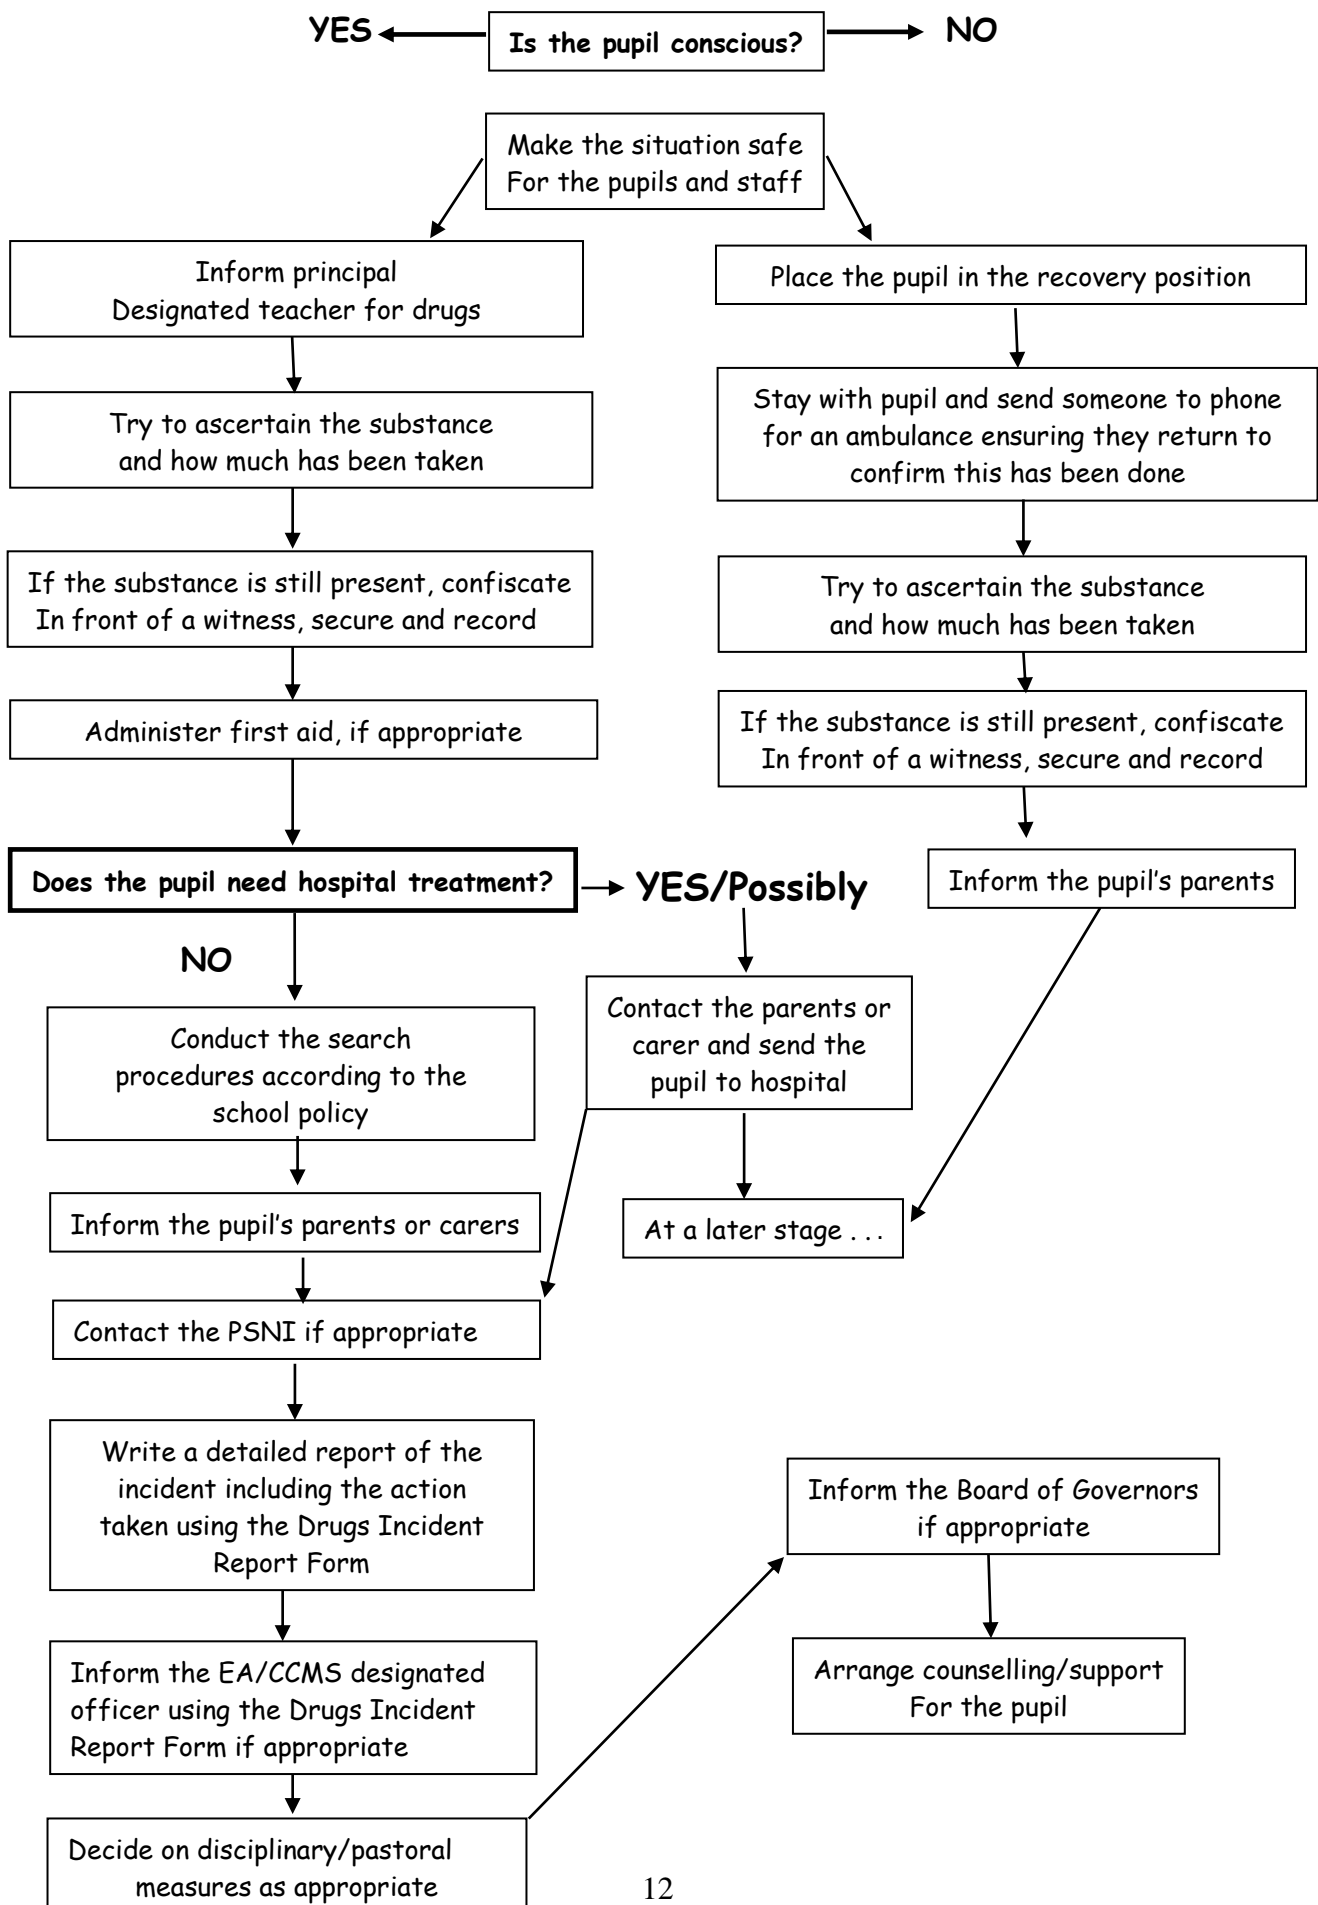 YES
Is the pupil conscious?
NO
Make the situation safe
For the pupils and staff
Inform principal
Designated teacher for drugs
Try to ascertain the substance
and how much has been taken
If the substance is still present, confiscate
In front of a witness, secure and record
Administer first aid, if appropriate
Place the pupil in the recovery position
Stay with pupil and send someone to phone
for an ambulance ensuring they return to
confirm this has been done
Try to ascertain the substance
and how much has been taken
If the substance is still present, confiscate
In front of a witness, secure and record
Inform the pupil's parents
Does the pupil need hospital treatment?
YES/Possibly
NO
Contact the parents or
carer and send the
pupil to hospital
At a later stage . . .
Conduct the search
procedures according to the
school policy
Inform the pupil's parents or carers
Contact the PSNI if appropriate
Write a detailed report of the
incident including the action
taken using the Drugs Incident
Report Form
Inform the EA/CCMS designated
officer using the Drugs Incident
Report Form if appropriate
Decide on disciplinary/pastoral
measures as appropriate
Inform the Board of Governors
if appropriate
Arrange counselling/support
For the pupil
12